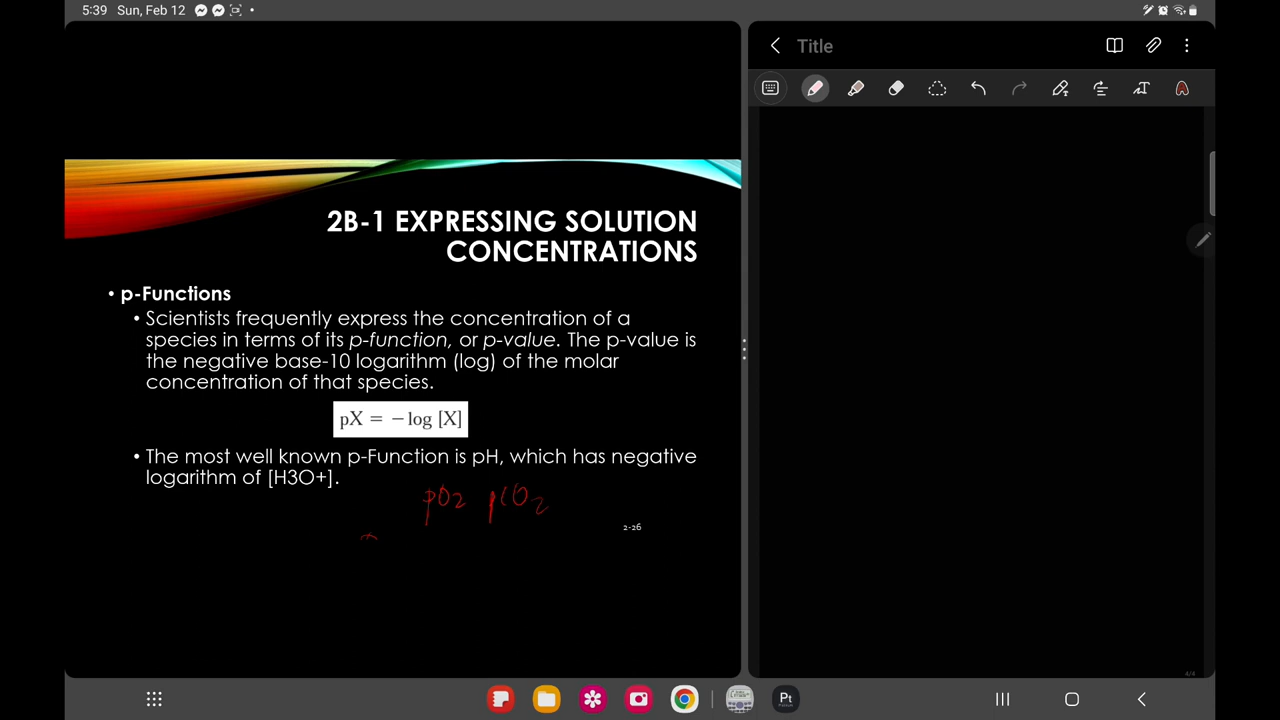 5:39 Sun, Feb 12
Title
2B-1 EXPRESSING SOLUTION
CONCENTRATIONS
• p-Functions
• Scientists frequently express the concentration of a
species in terms of its p-function, or p-value. The p-value is
the negative base-10 logarithm (log) of the molar
concentration of that species.
pX = −log [X]
• The most well known p-Function is pH, which has negative
logarithm of [H3O+].
pO2 pCO2
2-26
4/4
Pt